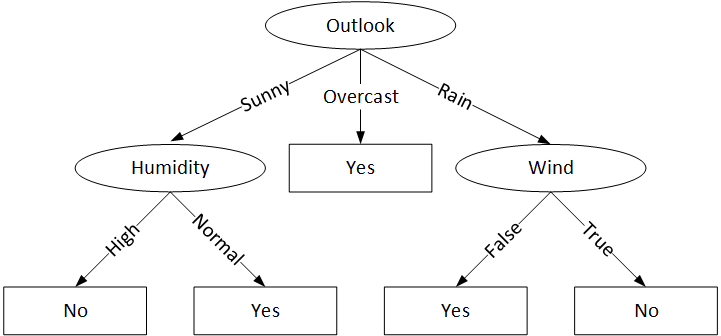 Outlook
Sunny
Overcast
Rain
Humidity
Yes
Wind
High
Normal
False
True
No
Yes
Yes
No